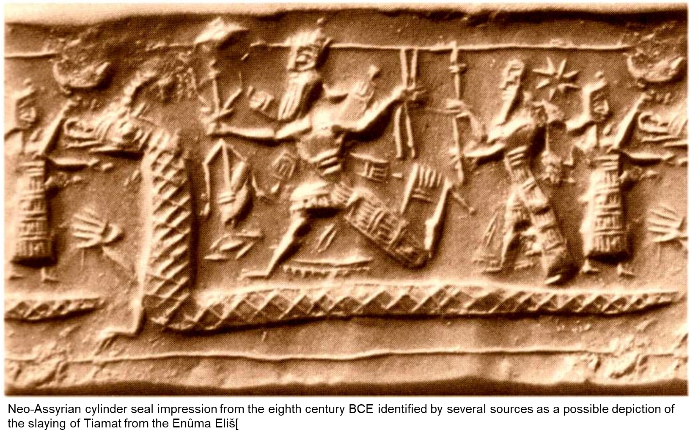 Neo-Assyrian cylinder seal impression from the eighth century BCE identified by several sources as a possible depiction of
the slaying of Tiamat from the Enûma Eliš[